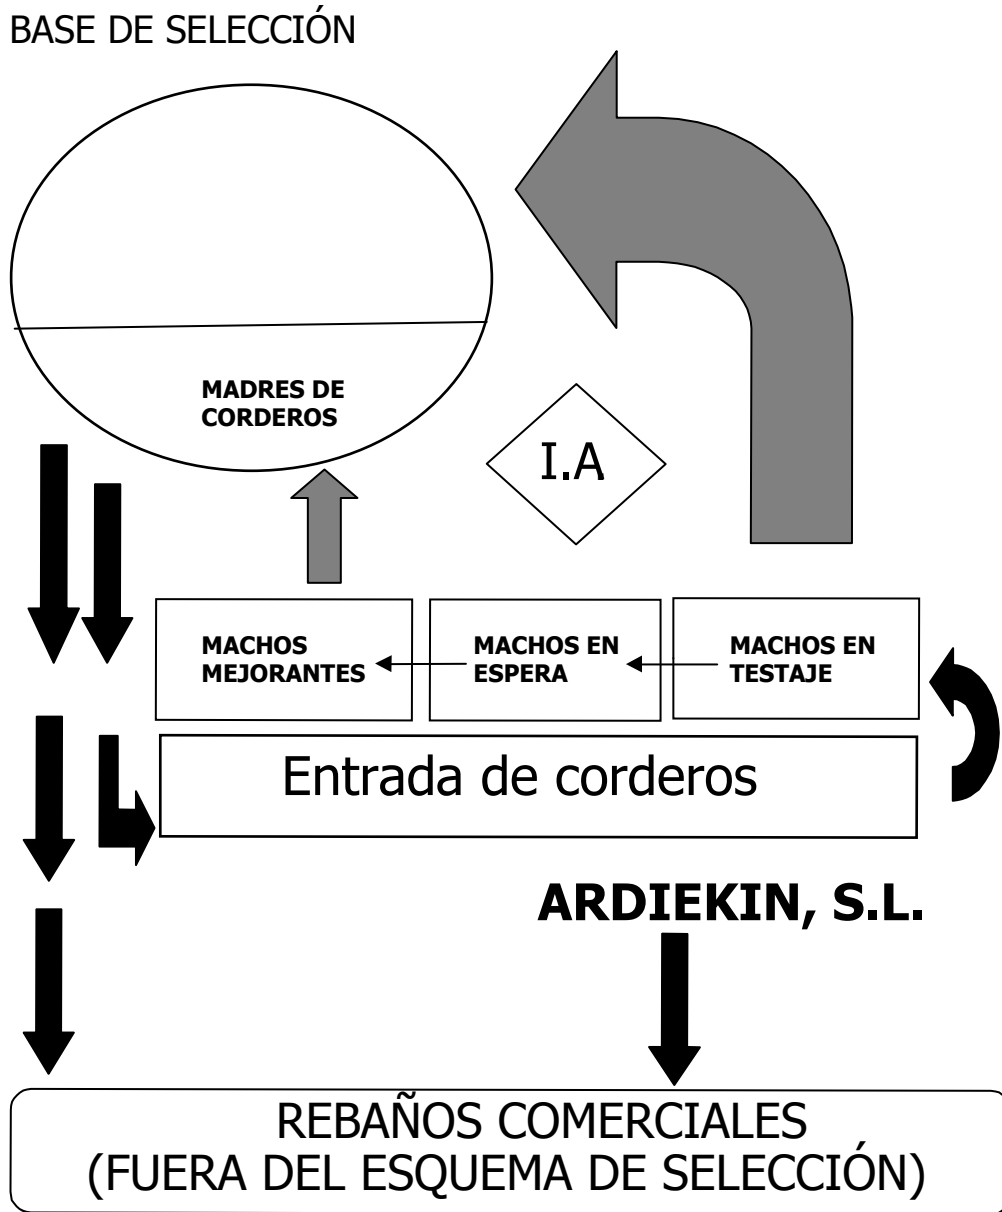 BASE DE SELECCIÓN
MADRES DE
CORDEROS
I.A.
MACHOS
MEJORANTES
MACHOS EN
ESPERA
MACHOS EN
TESTAJE
Entrada de corderos
ARDIEKIN, S.L.
REBAÑOS COMERCIALES
(FUERA DEL ESQUEMA DE SELECCIÓN)